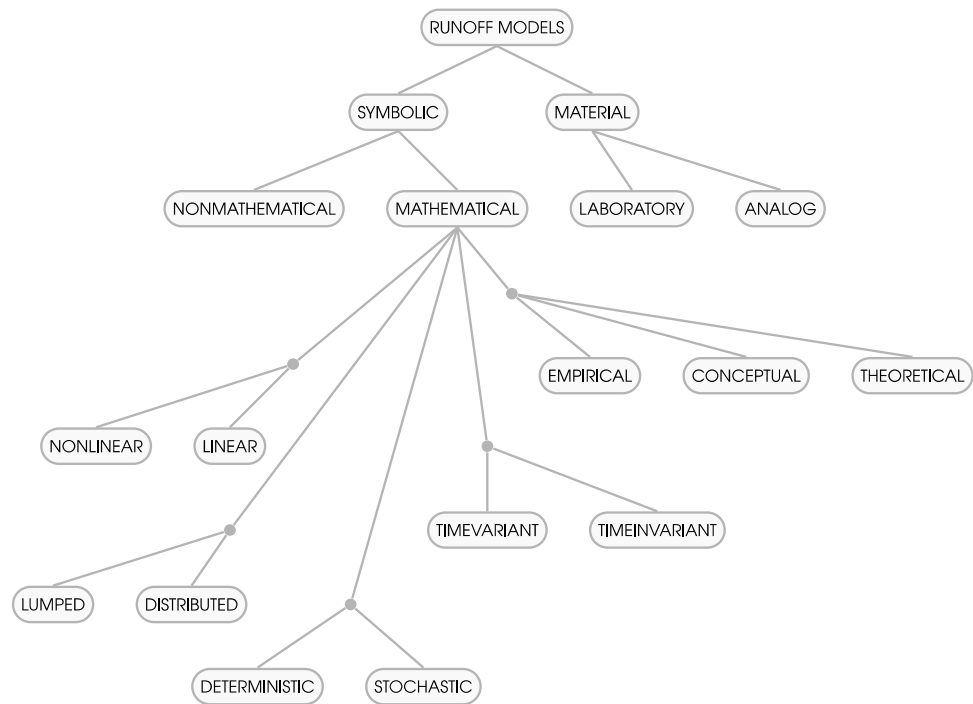 RUNOFF MODELS
SYMBOLIC
MATERIAL
NONMATHEMATICAL
MATHEMATICAL
LABORATORY
ANALOG
EMPIRICAL
CONCEPTUAL
THEORETICAL
NONLINEAR
LINEAR
TIMEVARIANT
TIMEINVARIANT
LUMPED
DISTRIBUTED
DETERMINISTIC
STOCHASTIC